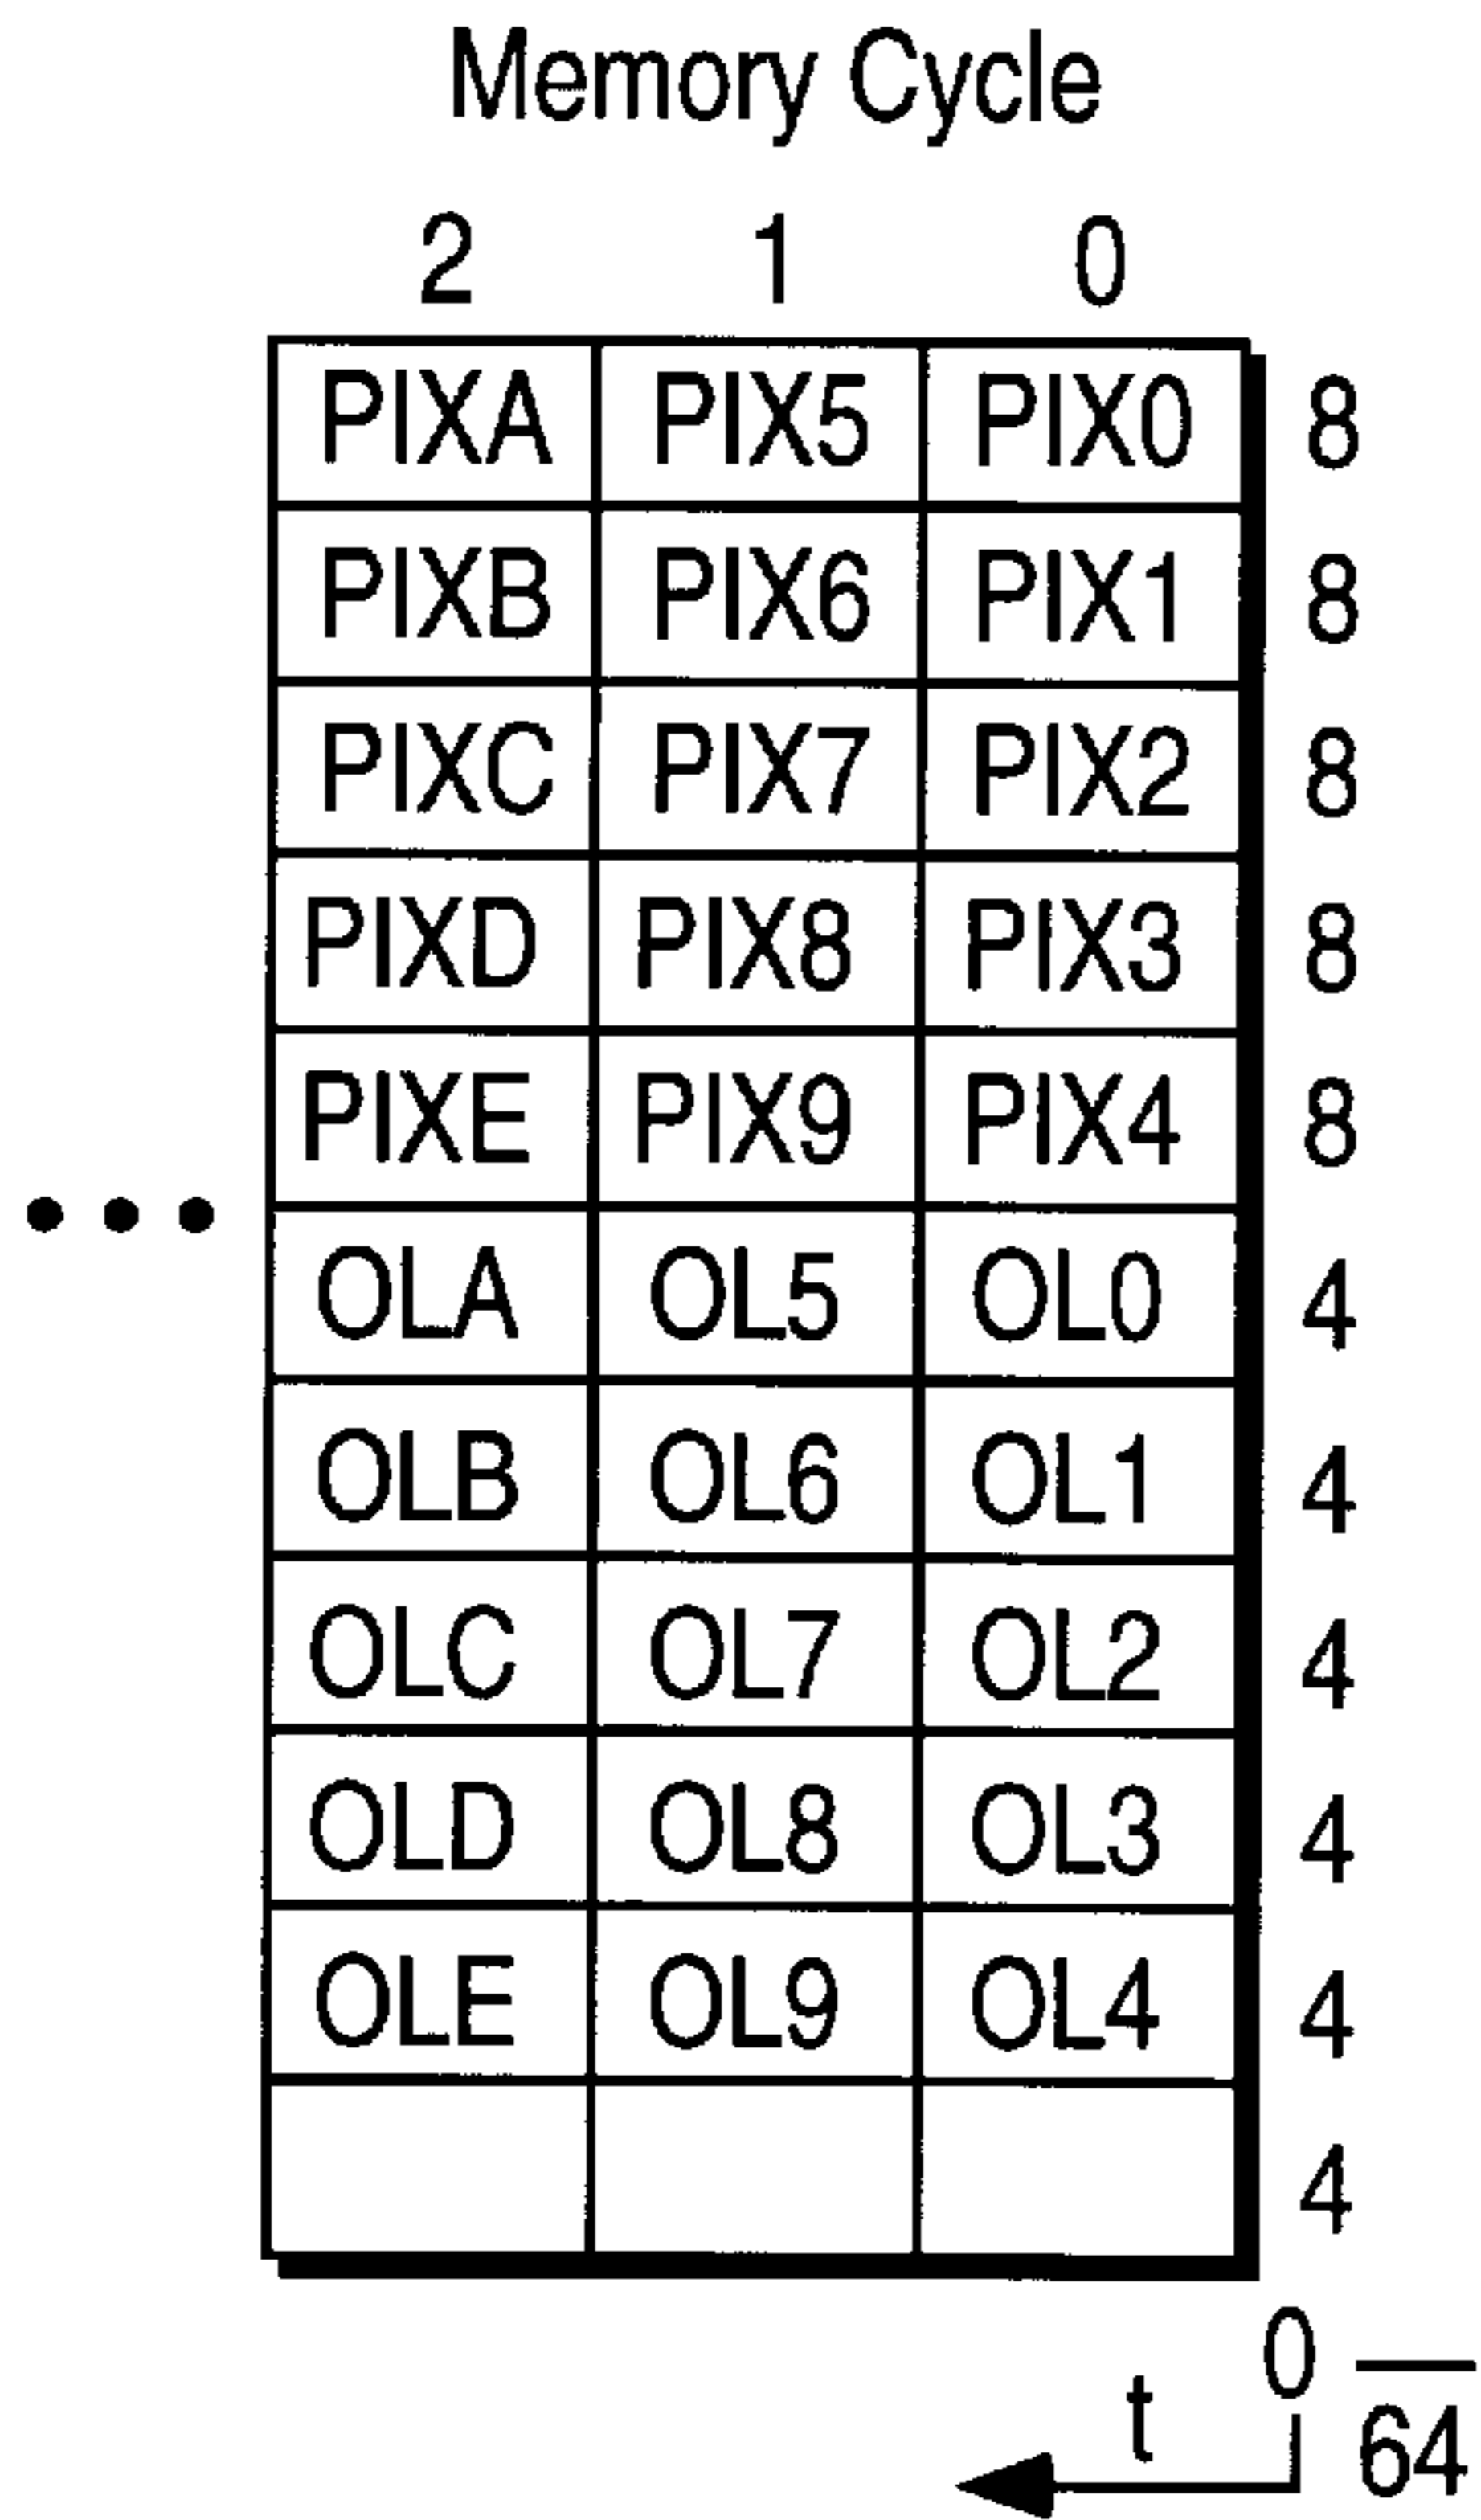 Memory Cycle
2 1 0
PIXA PIX5 PIX0 8
PIXB PIX6 PIX1 8
PIXC PIX7 PIX2 8
PIXD PIX8 PIX3 8
PIXE PIX9 PIX4 8
OLA OL5 OL0 4
OLB OL6 OL1 4
OLC OL7 OL2 4
OLD OL8 OL3 4
OLE OL9 OL4 4
4
0
t 64